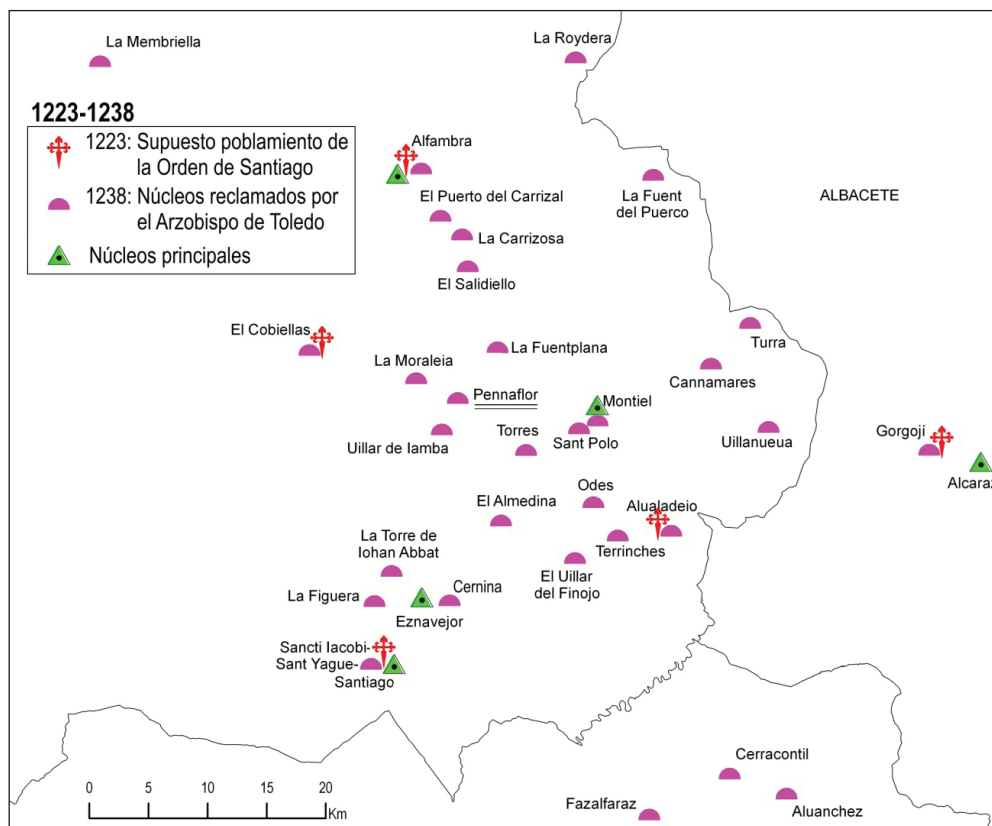 La Membriella
La Roydera
1223-1238
1223: Supuesto poblamiento de
la Orden de Santiago
1238: Núcleos reclamados por
el Arzobispo de Toledo
Núcleos principales
Alfambra
El Puerto del Carrizal
La Carrizosa
El Salidiello
La Fuent
del Puerco
ALBACETE
El Cobiellas
La Moraleia
La Fuentplana
Turra
Cannamares
Pennaflor
Montiel
Uillar de Iamba
Torres
Sant Polo
Uillanueua
Gorgojí
Alcaraz
Odes
El Almedina
Alualadeio
La Torre de
Iohan Abbat
Terrinches
El Uillar
del Finojo
La Figuera
Cernina
Eznavejor
Sancti Iacobi-
Sant Yague-
Santiago
Cerracontil
Aluanchez
Fazalfaraz
0 5 10 15 20
Km